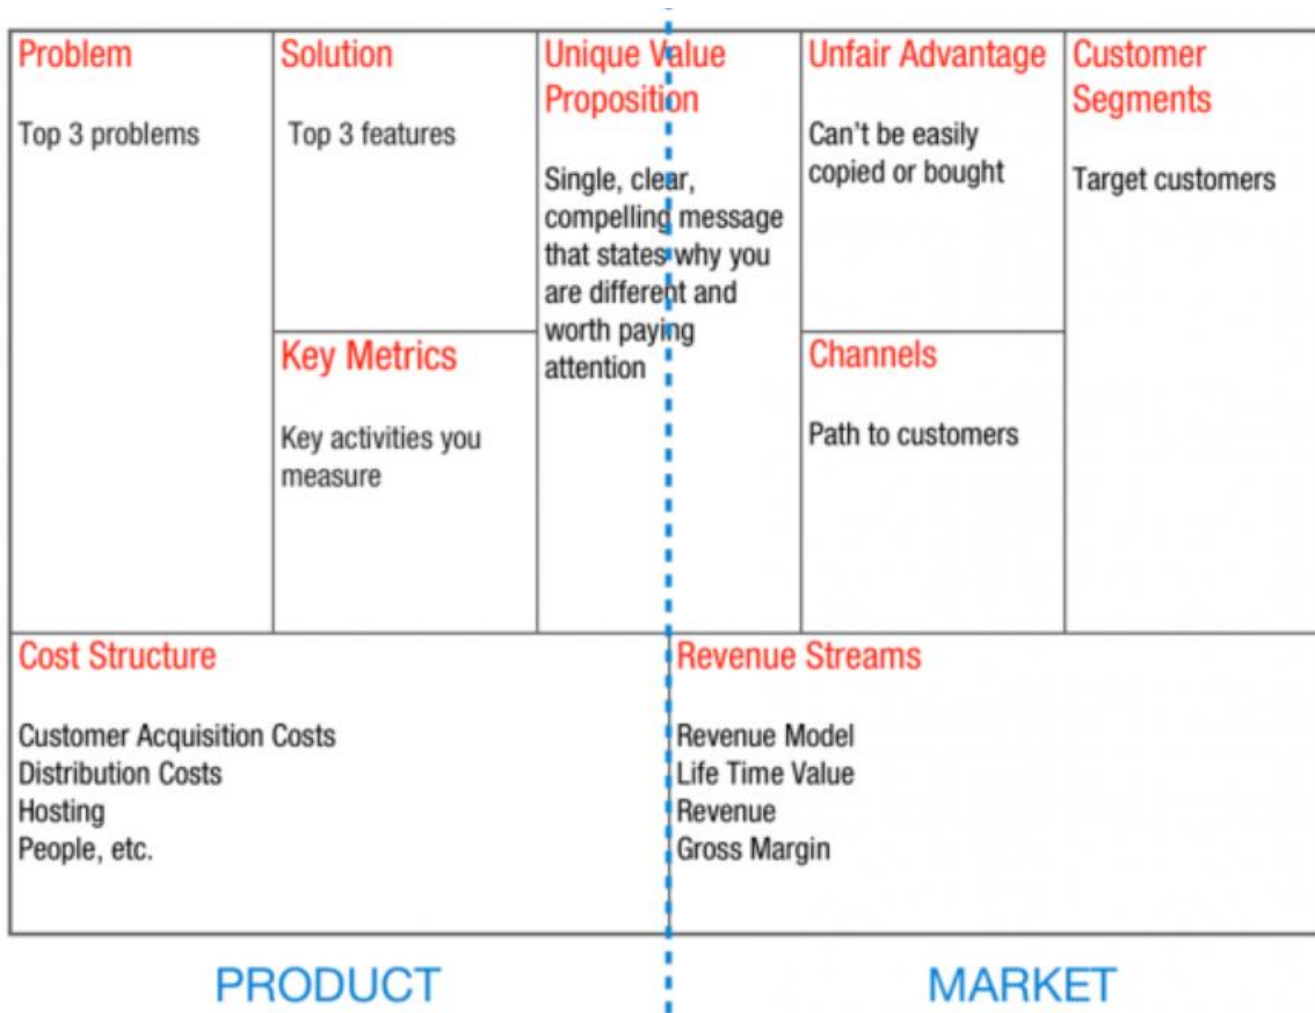 Problem
Top 3 problems
Solution
Top 3 features
Key Metrics
Key activities you
measure
Unique Value
Proposition
Single, clear,
compelling message
that states why you
are different and
worth paying
attention
Unfair Advantage
Can't be easily
copied or bought
Channels
Path to customers
Customer
Segments
Target customers
Cost Structure
Customer Acquisition Costs
Distribution Costs
Hosting
People, etc.
Revenue Streams
Revenue Model
Life Time Value
Revenue
Gross Margin
PRODUCT
MARKET